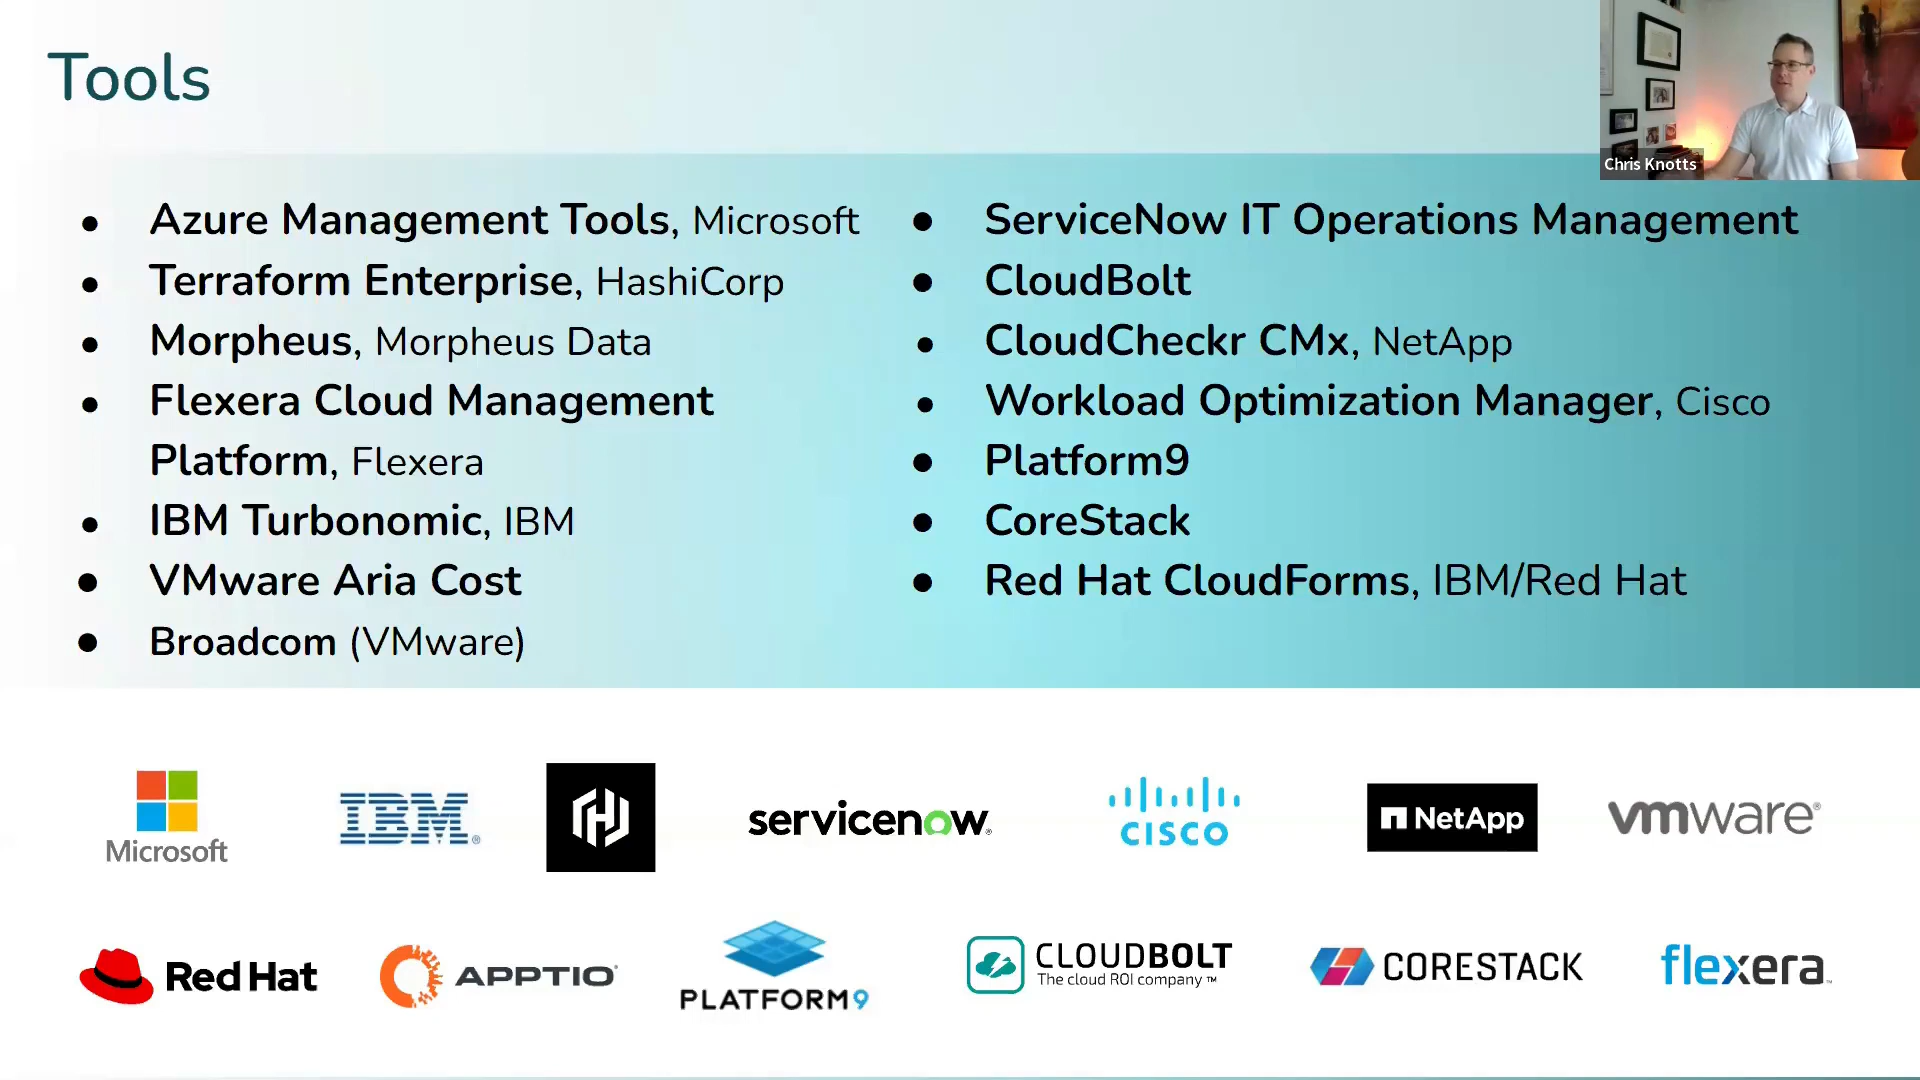 Tools
Chris Knotts
• Azure Management Tools, Microsoft
• Terraform Enterprise, HashiCorp
• Morpheus, Morpheus Data
• Flexera Cloud Management
Platform, Flexera
• IBM Turbonomic, IBM
• VMware Aria Cost
• Broadcom (VMware)
• ServiceNow IT Operations Management
• CloudBolt
• CloudCheckr CMx, NetApp
• Workload Optimization Manager, Cisco
• Platform9
• CoreStack
• Red Hat CloudForms, IBM/Red Hat
Microsoft
IBM®
servicenow®
cisco
NetApp
vmware®
Red Hat
APPTIO
PLATFORM9
CLOUDBOLT
The cloud ROI company™
CORESTACK
flexera